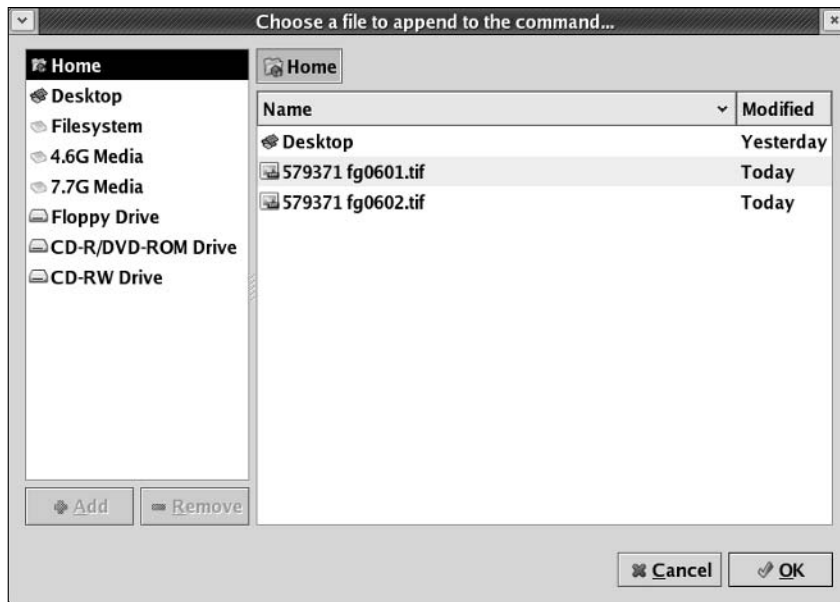 Choose a file to append to the command...
Home
Desktop
Filesystem
4.6G Media
7.7G Media
Floppy Drive
CD-R/DVD-ROM Drive
CD-RW Drive
Add
Remove
Home
Name Modified
Desktop Yesterday
579371 fg0601.tif Today
579371 fg0602.tif Today
Cancel
OK